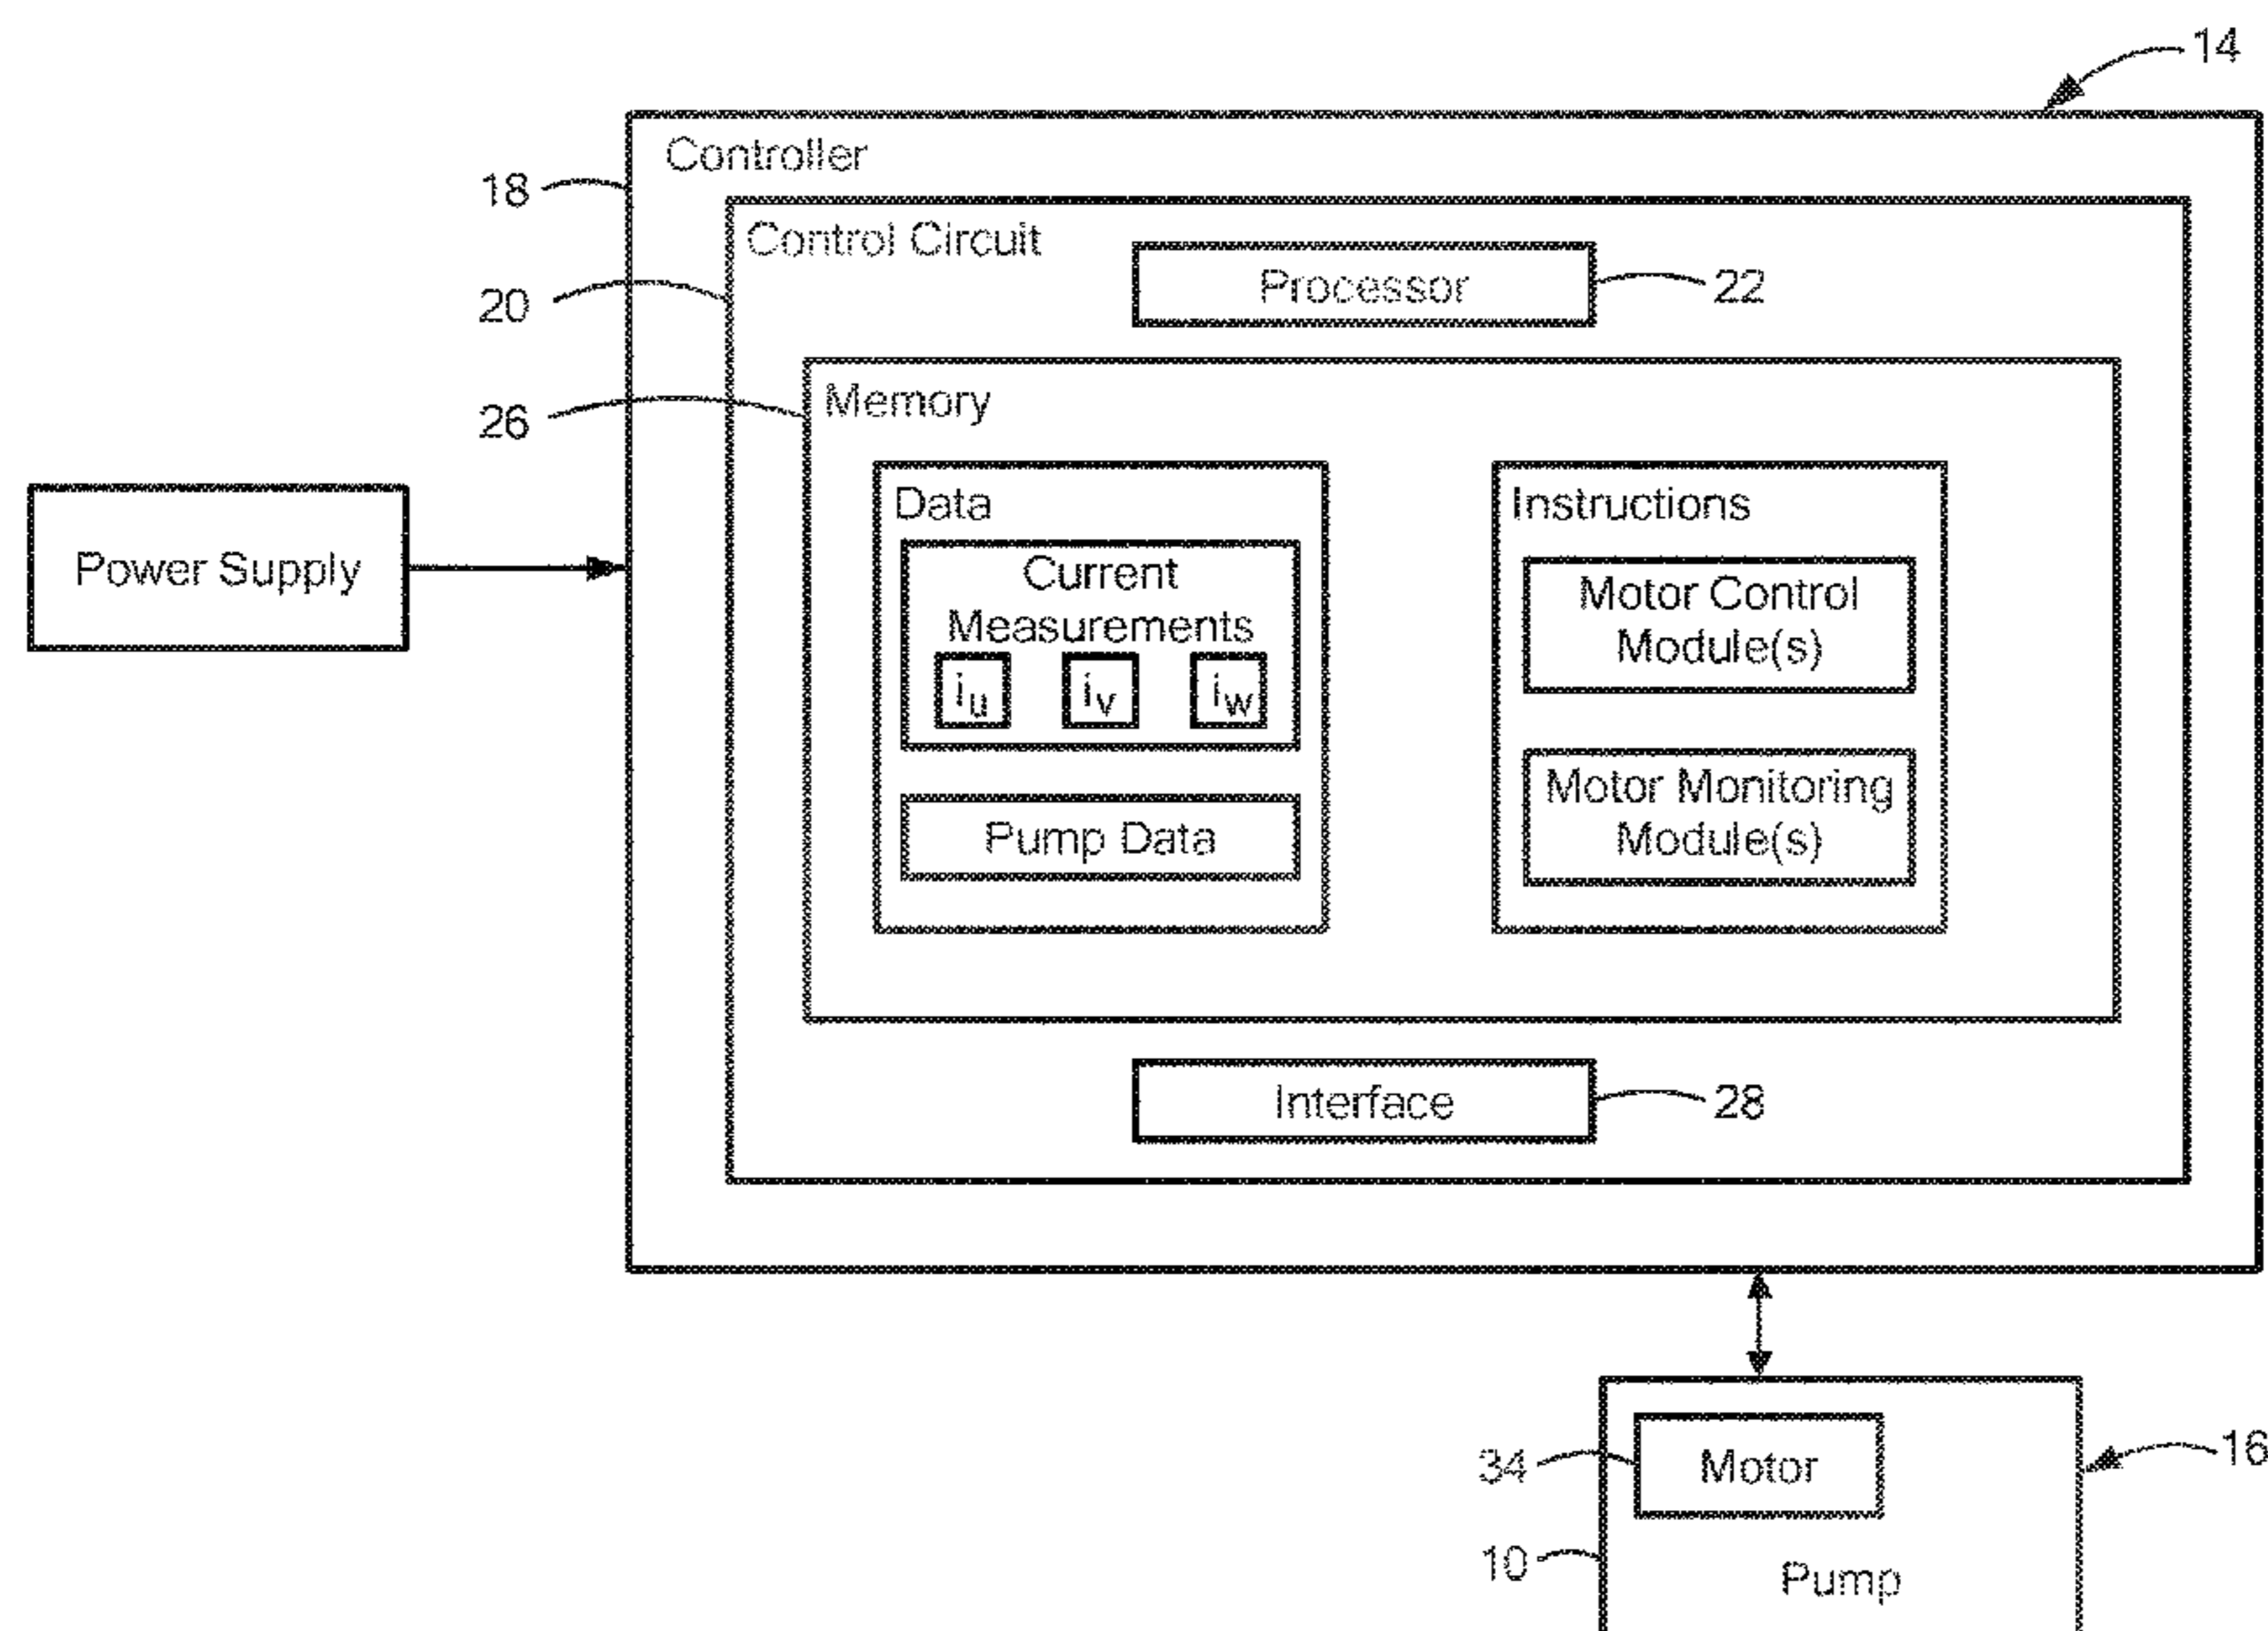 14
Controller
18
Control Circuit
20
Processor
22
26
Memory
Data
Instructions
Power Supply
Current
Measurements
iu iv iw
Motor Control
Module(s)
Pump Data
Motor Monitoring
Module(s)
Interface
28
34
Motor
16
10
Pump